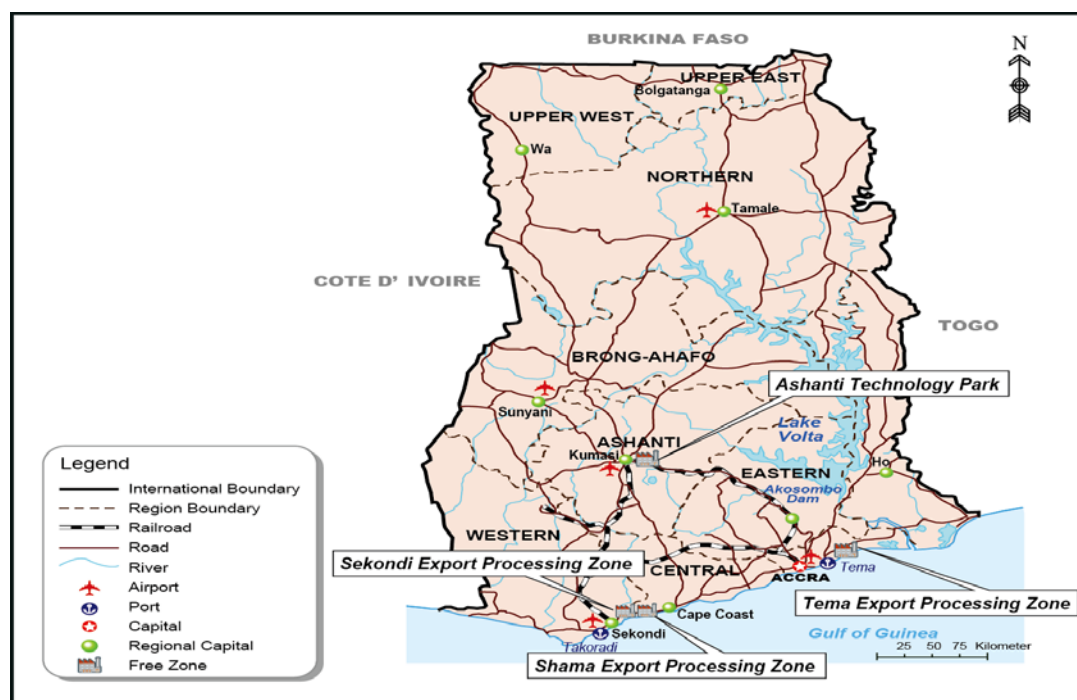 BURKINA FASO
N
UPPER EAST
Bolgatanga
UPPER WEST
Wa
NORTHERN
Tamale
COTE D' IVOIRE
TOGO
BRONG-AHAFO
Ashanti Technology Park
Sunyani
Lake
Volta
ASHANTI
Kumasi
Ho
EASTERN
Akosombo
Dam
WESTERN
Sekondi Export Processing Zone
CENTRAL
ACCRA
Tema
Tema Export Processing Zone
Cape Coast
Sekondi
Takoradi
Gulf of Guinea
Shama Export Processing Zone
25 50 75 Kilometer
Legend
International Boundary
Region Boundary
Railroad
Road
River
Airport
Port
Capital
Regional Capital
Free Zone